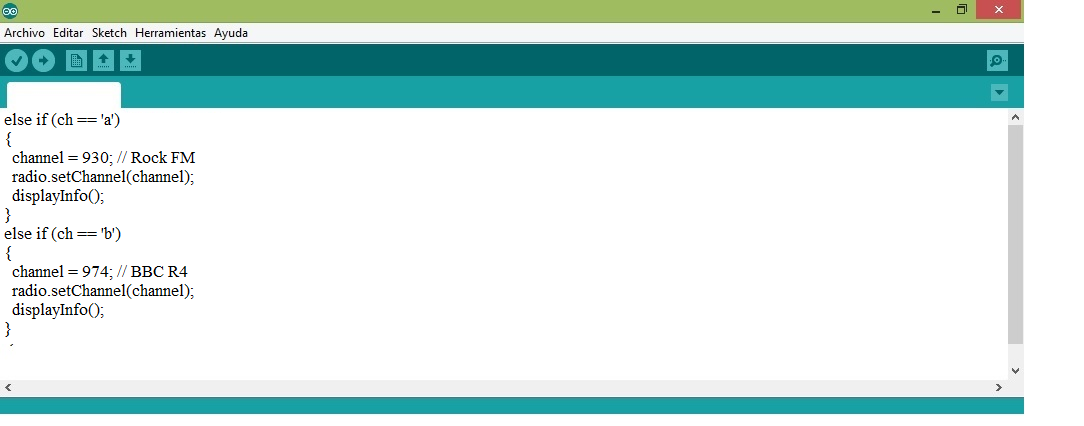 Archivo Editar Sketch Herramientas Ayuda
else if (ch == 'a')
{
  channel = 930; // Rock FM
  radio.setChannel(channel);
  displayInfo();
}
else if (ch == 'b')
{
  channel = 974; // BBC R4
  radio.setChannel(channel);
  displayInfo();
}